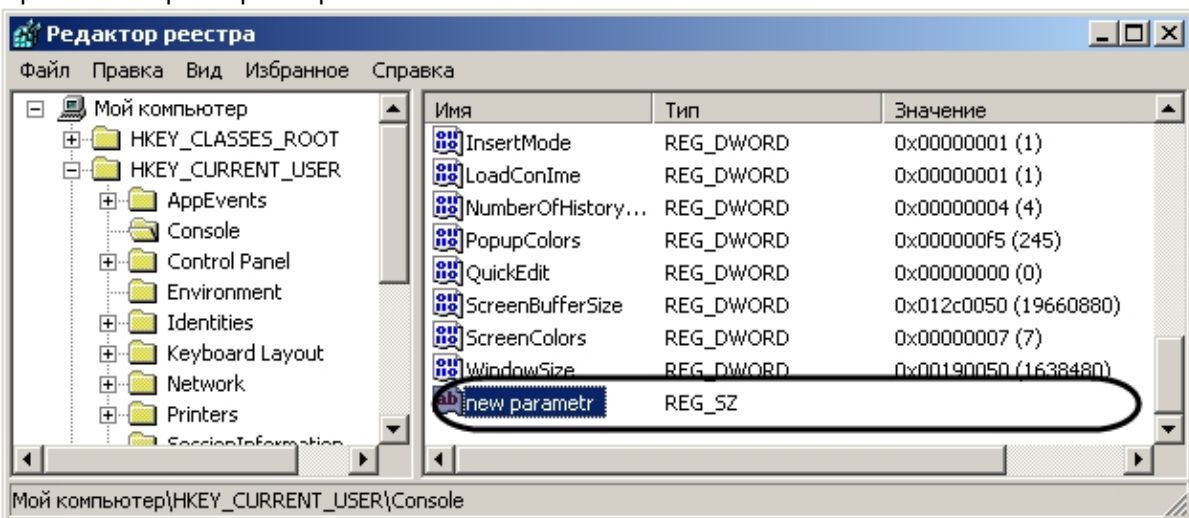 Редактор реестра
Файл Правка Вид Избранное Справка
Мой компьютер
HKEY_CLASSES_ROOT
HKEY_CURRENT_USER
AppEvents
Console
Control Panel
Environment
Identities
Keyboard Layout
Network
Printers
SessionInformation
Имя Тип Значение
InsertMode REG_DWORD 0x00000001 (1)
LoadConIme REG_DWORD 0x00000001 (1)
NumberOfHistory... REG_DWORD 0x00000004 (4)
PopupColors REG_DWORD 0x000000f5 (245)
QuickEdit REG_DWORD 0x00000000 (0)
ScreenBufferSize REG_DWORD 0x012c0050 (19660880)
ScreenColors REG_DWORD 0x00000007 (7)
WindowSize REG_DWORD 0x00190050 (1638480)
new parametr REG_SZ
Мой компьютер\HKEY_CURRENT_USER\Console